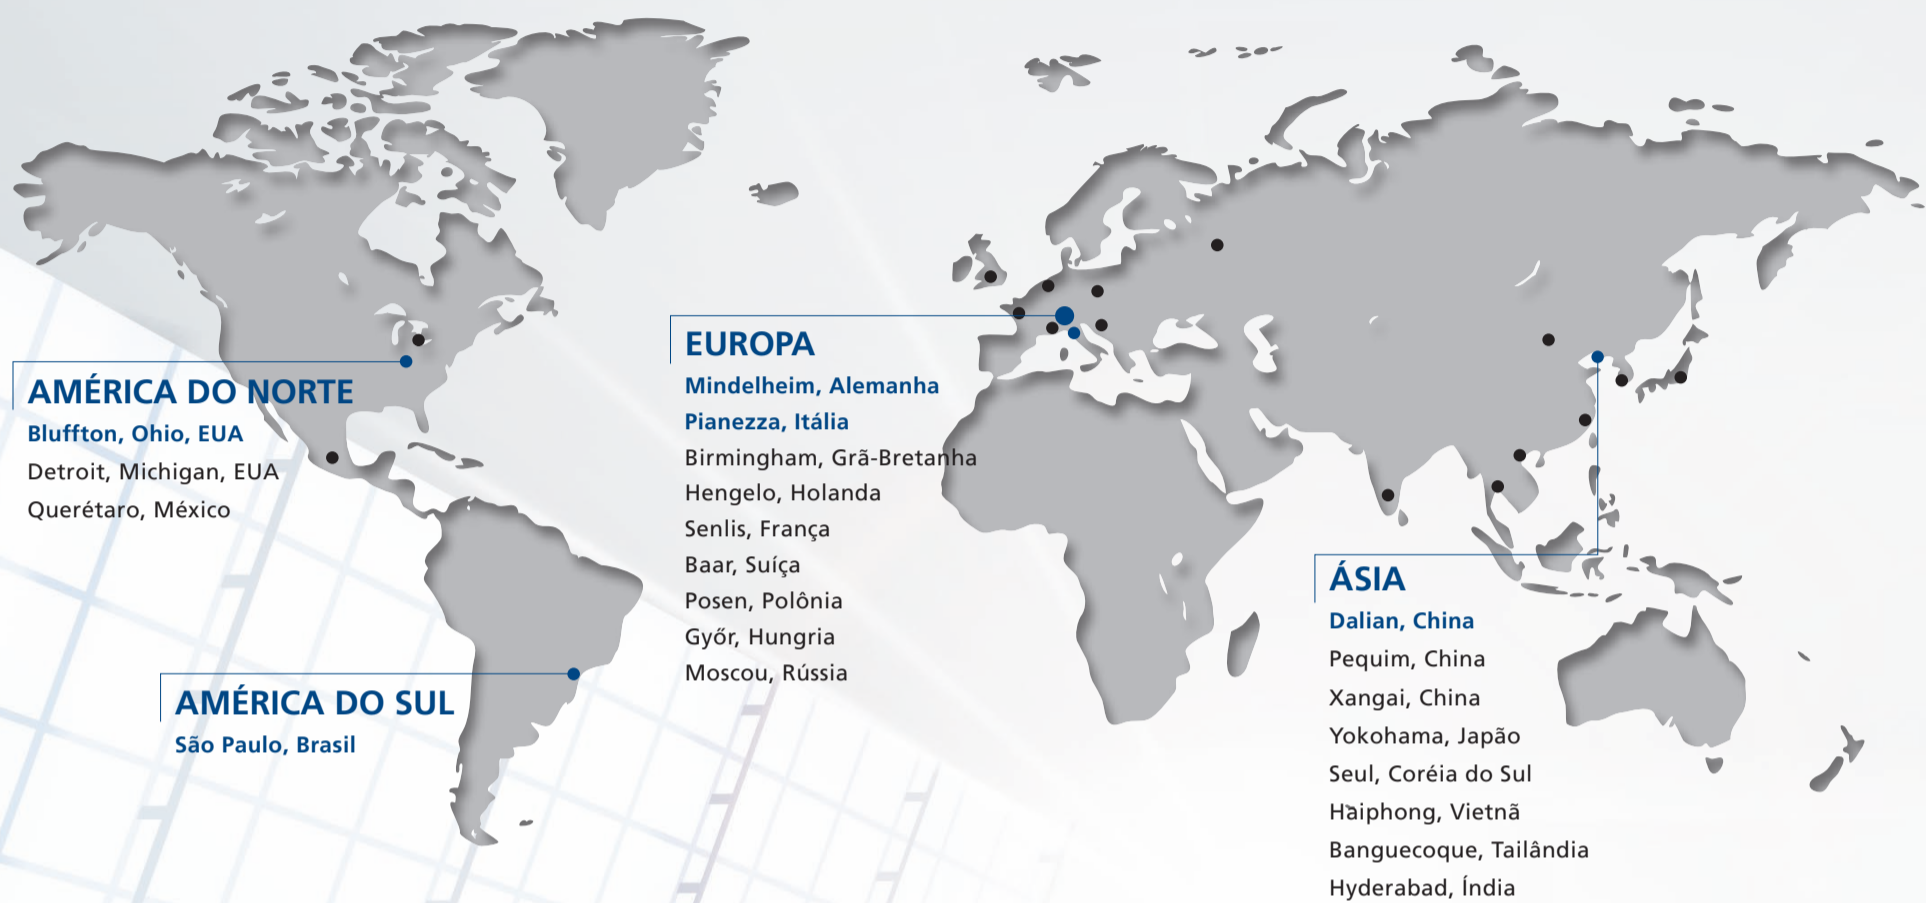 AMÉRICA DO NORTE
Bluffton, Ohio, EUA
Detroit, Michigan, EUA
Querétaro, México
AMÉRICA DO SUL
São Paulo, Brasil
EUROPA
Mindelheim, Alemanha
Pianezza, Itália
Birmingham, Grã-Bretanha
Hengelo, Holanda
Senlis, França
Baar, Suíça
Posen, Polônia
Győr, Hungria
Moscou, Rússia
ÁSIA
Dalian, China
Pequim, China
Xangai, China
Yokohama, Japão
Seul, Coréia do Sul
Haiphong, Vietnã
Banguecoque, Tailândia
Hyderabad, Índia